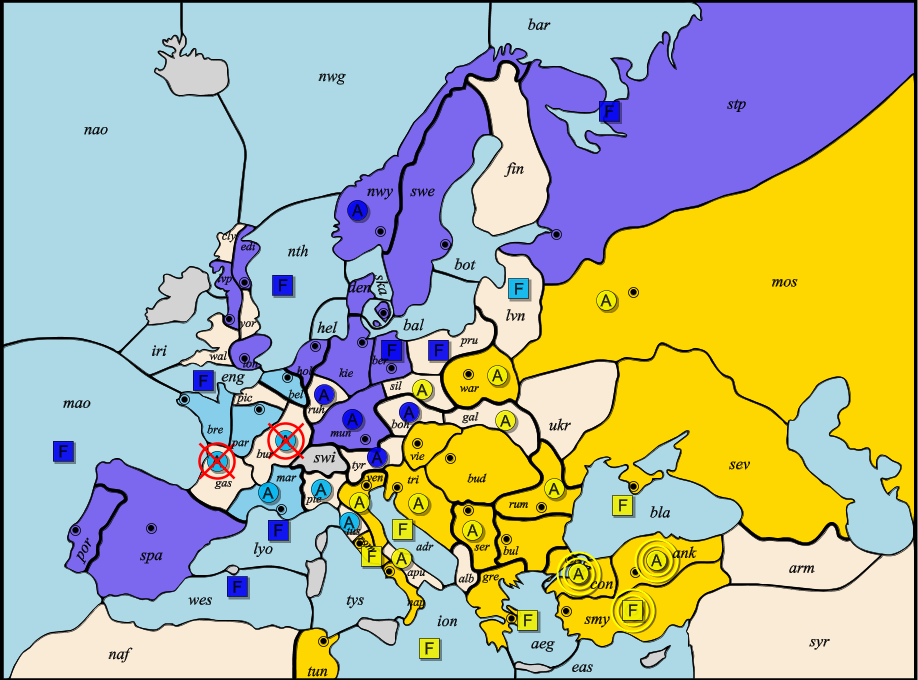 bar
nwg
stp
nao
fin
nwy
swe
cly
edi
nth
bot
mos
lvp
den
ska
lvn
yor
hel
bal
iri
wal
pru
lon
hol
kie
ber
eng
war
mao
bel
sil
pic
ruh
bre
boh
gal
ukr
par
mun
bur
swi
vie
tyr
sev
gas
mar
pie
ven
tri
bud
rum
tus
bla
lyo
adr
ser
bul
ank
por
spa
apu
alb
con
arm
wes
tys
gre
nap
smy
ion
aeg
syr
naf
tun
eas
F
A
F
F
A
F
F
F
A
A
A
A
A
A
F
A
A
A
A
A
A
A
F
A
A
F
F
A
A
F
F
A
A
A
F
A
F
F
F